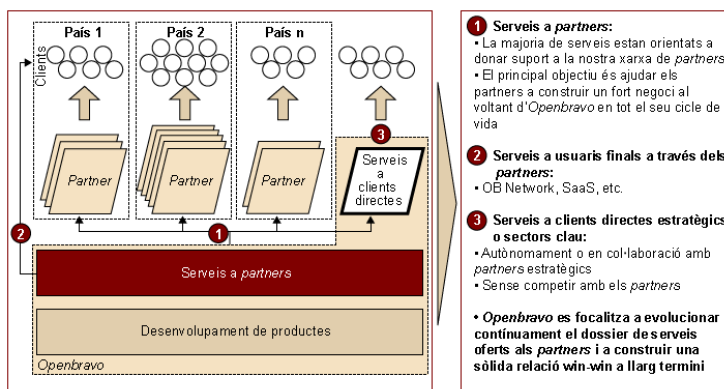 País 1
País 2
País n
Clients
Partner
Partner
Partner
3
Serveis
a
clients
directes
2
1
Serveis a partners
Desenvolupament de productes
Openbravo
1 Serveis a partners:
▪ La majoria de serveis estan orientats a
donar suport a la nostra xarxa de partners
▪ El principal objectiu és ajudar els
partners a construir un fort negoci al
voltant d'Openbravo en tot el seu cicle de
vida
2 Serveis a usuaris finals a través dels
partners:
▪ OB Network, SaaS, etc.
3 Serveis a clients directes estratègics
o sectors clau:
▪ Autònomament o en col·laboració amb
partners estratègics
▪ Sense competir amb els partners
• Openbravo es focalitza a evolucionar
contínuament el dossier de serveis
oferts als partners i a construir una
sòlida relació win-win a llarg termini